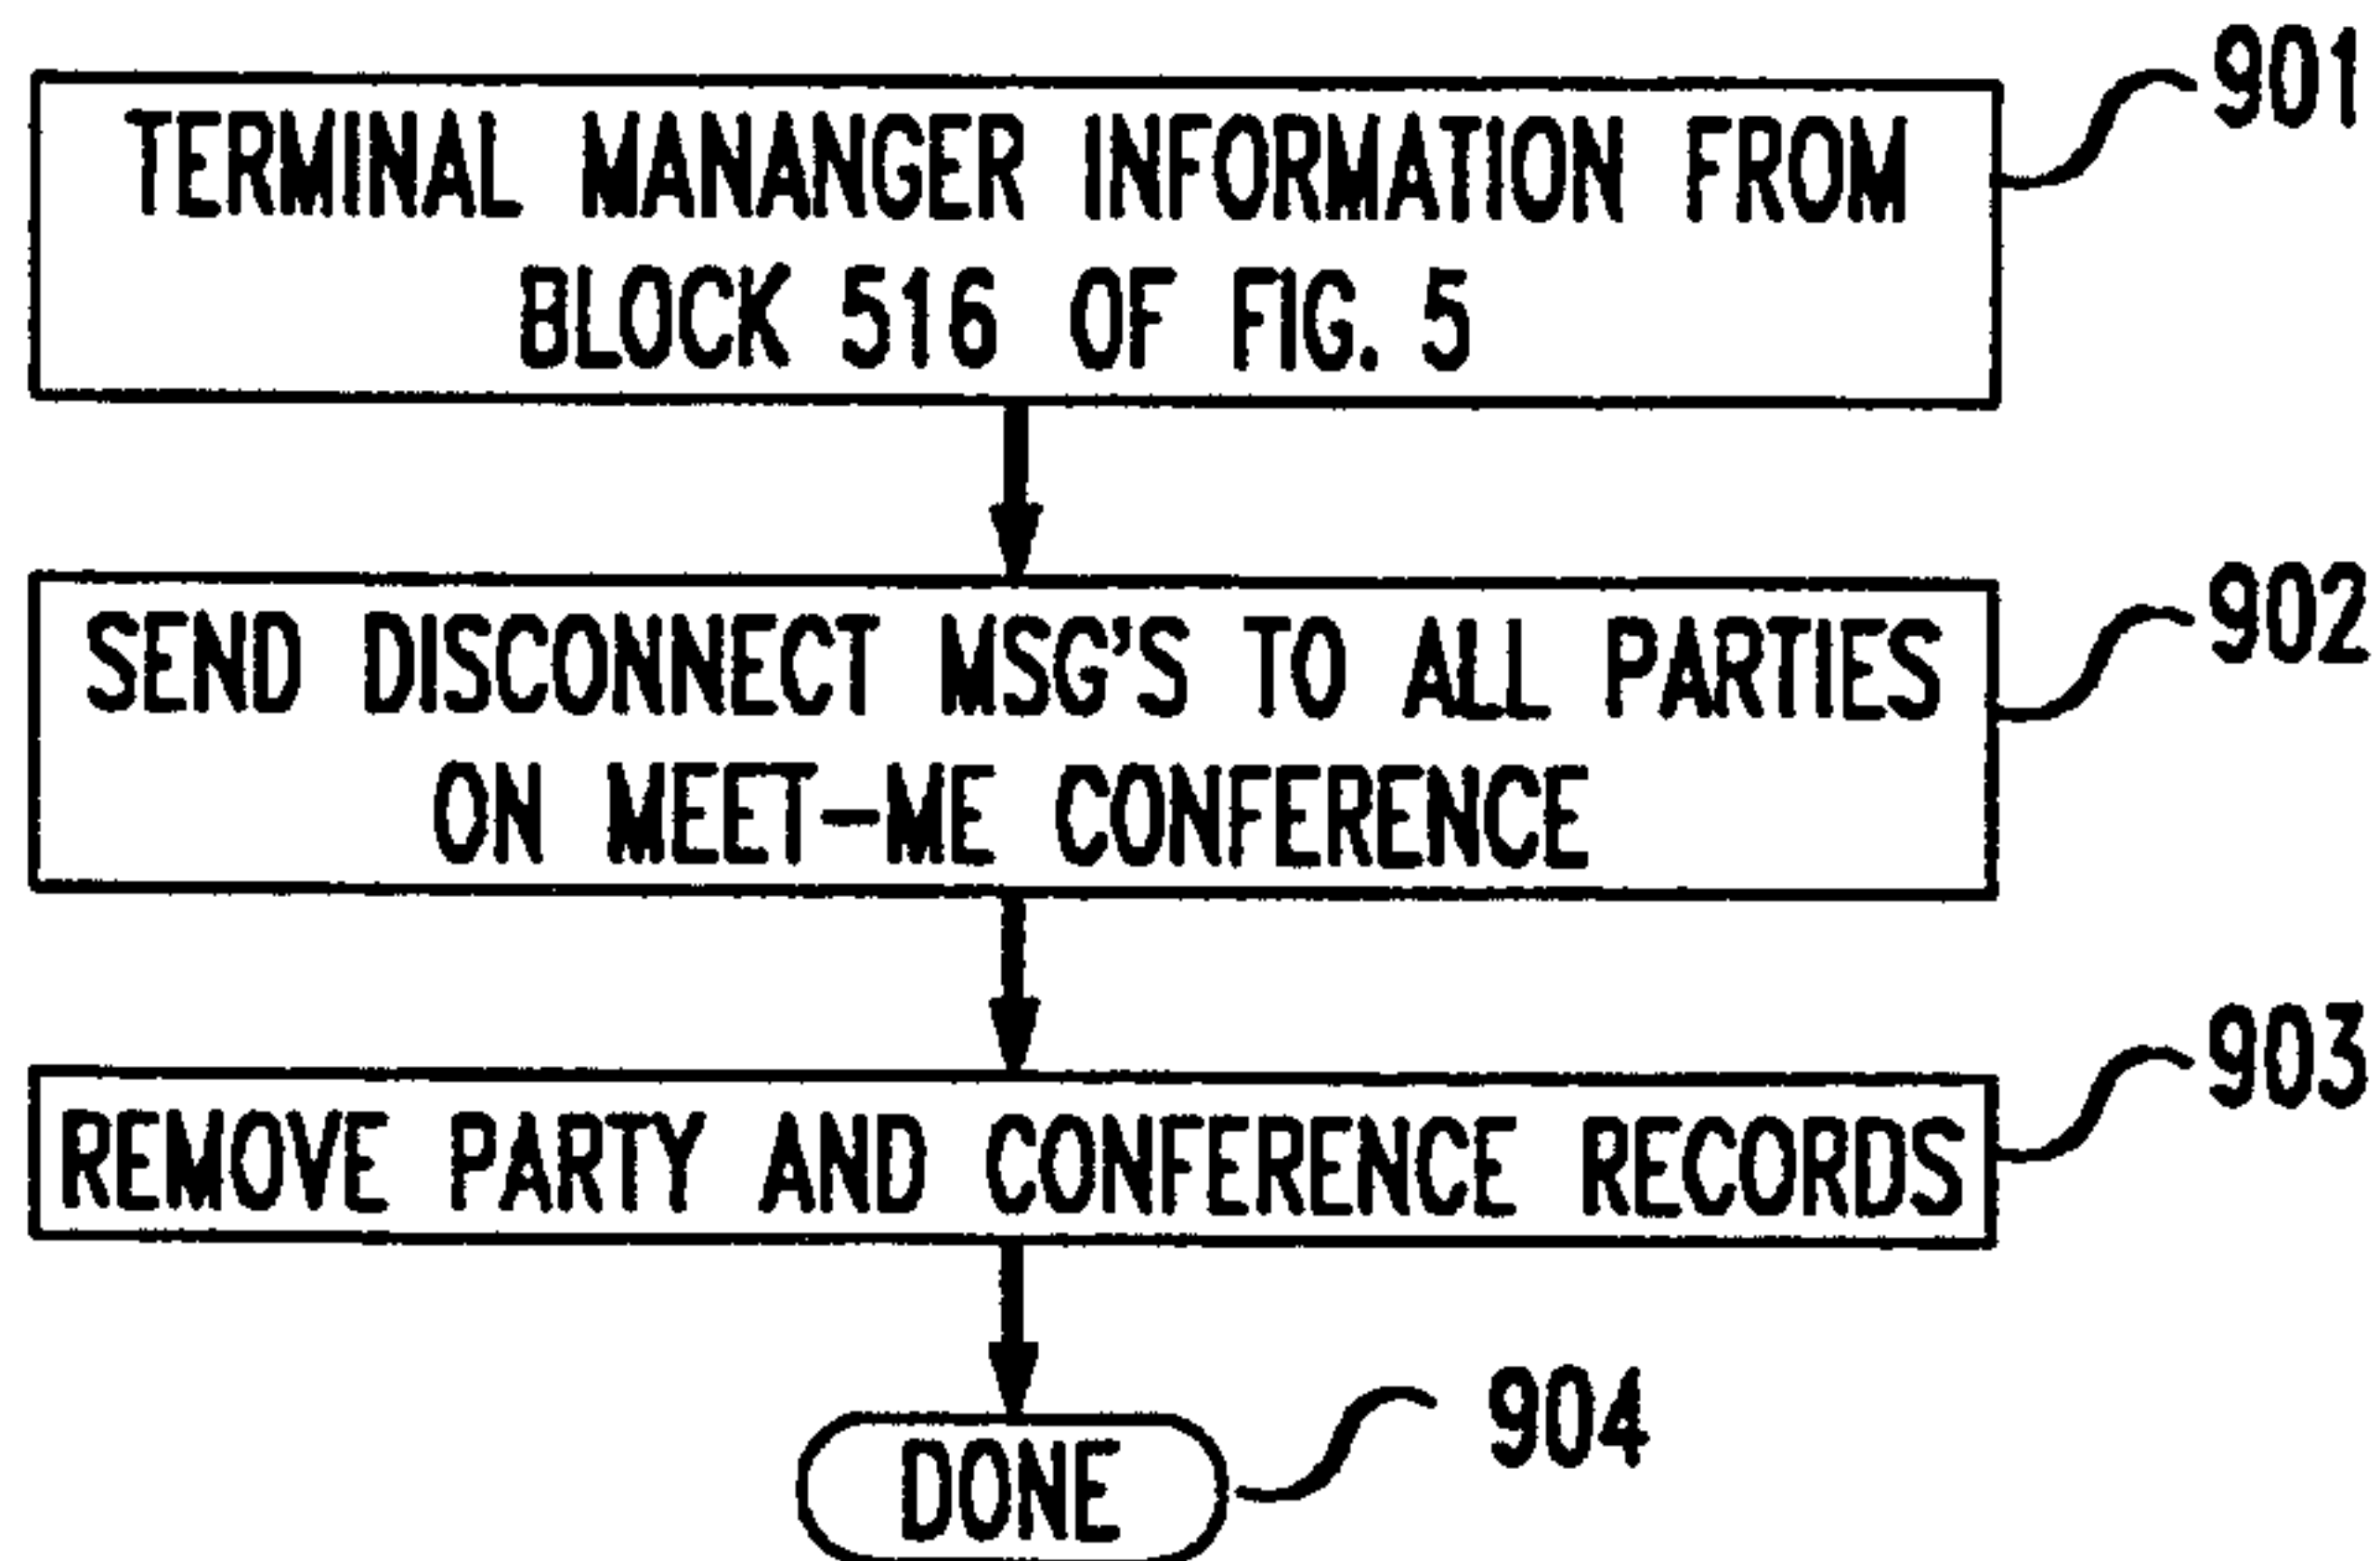 901
TERMINAL MANANGER INFORMATION FROM
BLOCK 516 OF FIG. 5
902
SEND DISCONNECT MSG'S TO ALL PARTIES
ON MEET-ME CONFERENCE
903
REMOVE PARTY AND CONFERENCE RECORDS
904
DONE